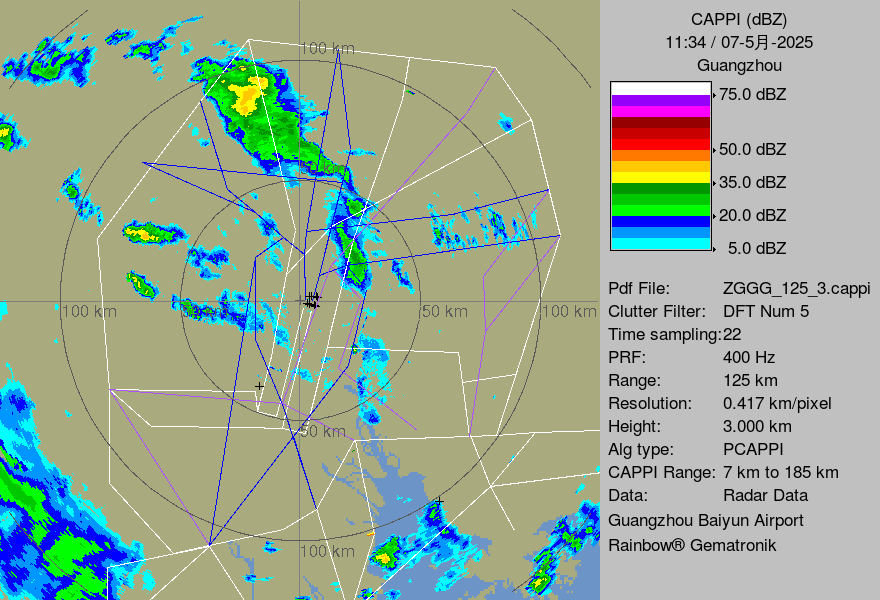 CAPPI (dBZ)
11:34 / 07-5月-2025
Guangzhou
75.0 dBZ
50.0 dBZ
35.0 dBZ
20.0 dBZ
5.0 dBZ
Pdf File: ZGGG_125_3.cappi
Clutter Filter: DFT Num 5
Time sampling:22
PRF: 400 Hz
Range: 125 km
Resolution: 0.417 km/pixel
Height: 3.000 km
Alg type: PCAPPI
CAPPI Range: 7 km to 185 km
Data: Radar Data
Guangzhou Baiyun Airport
Rainbow® Gematronik
100 km
100 km
50 km
100 km
50 km
100 km